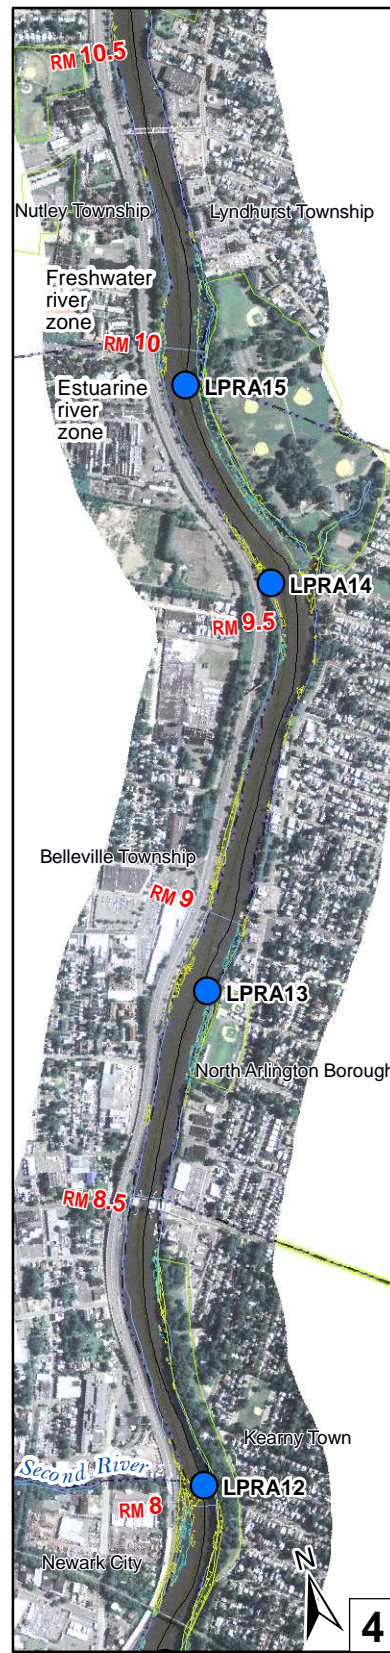 RM 10.5
Nutley Township
Lyndhurst Township
Freshwater
river
zone
RM 10
Estuarine
river
zone
LPRA15
LPRA14
RM 9.5
Belleville Township
RM 9
LPRA13
North Arlington Borough
RM 8.5
Kearny Town
Second River
LPRA12
RM 8
Newark City
N
4